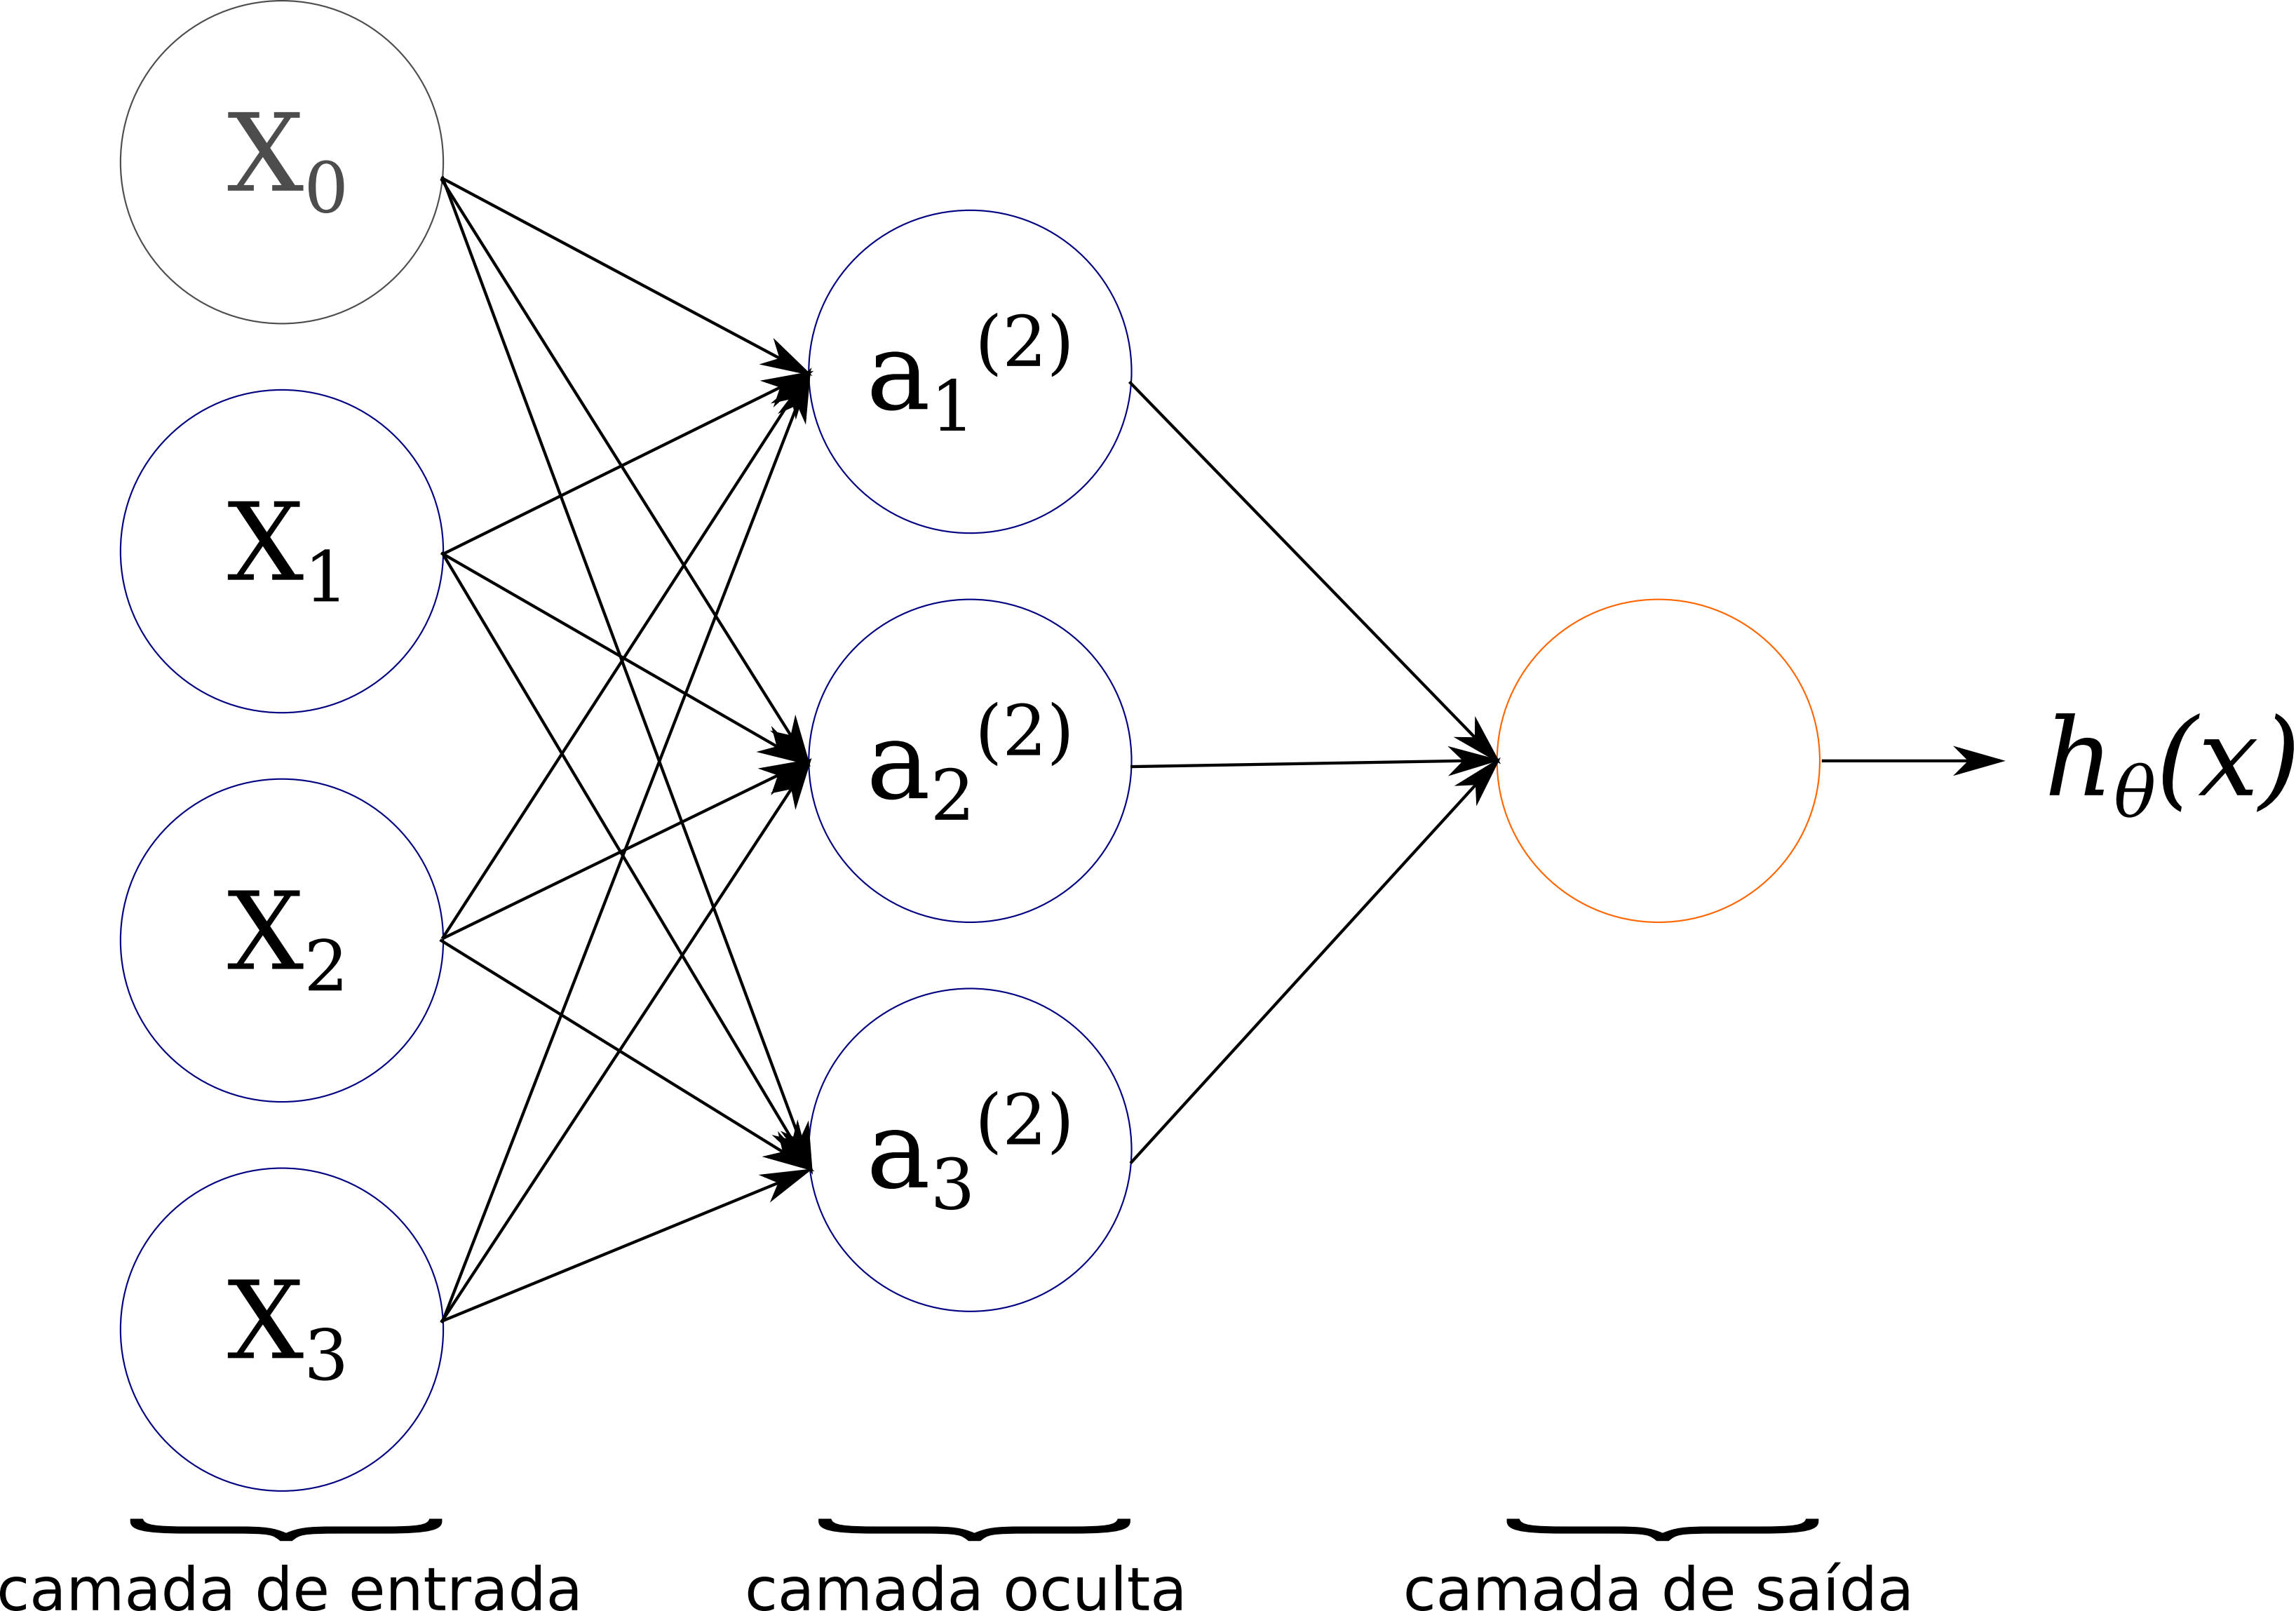 x0
x1
x2
x3
a1(2)
a2(2)
a3(2)
hθ(x)
camada de entrada
camada oculta
camada de saída